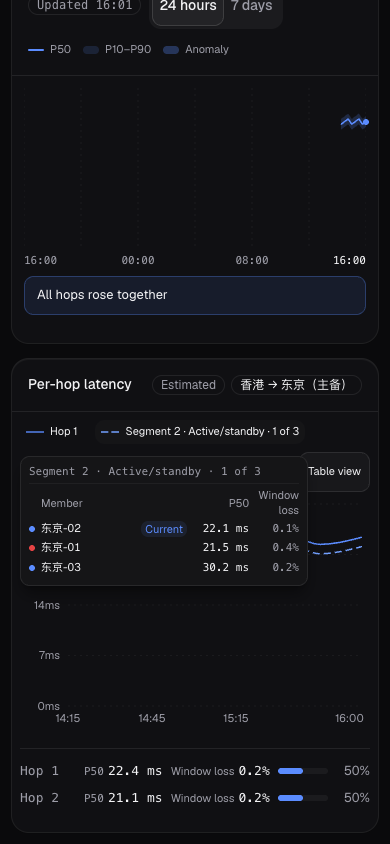 Updated 16:01 24 hours 7 days
P50 P10–P90 Anomaly
16:00 00:00 08:00 16:00
All hops rose together
Per-hop latency Estimated 香港 → 东京（主备）
Hop 1 Segment 2 · Active/standby · 1 of 3
Segment 2 · Active/standby · 1 of 3
Table view
Member P50 Window loss
东京-02 Current 22.1 ms 0.1%
东京-01 21.5 ms 0.4%
东京-03 30.2 ms 0.2%
14ms
7ms
0ms
14:15 14:45 15:15 16:00
Hop 1 P50 22.4 ms Window loss 0.2% 50%
Hop 2 P50 21.1 ms Window loss 0.2% 50%